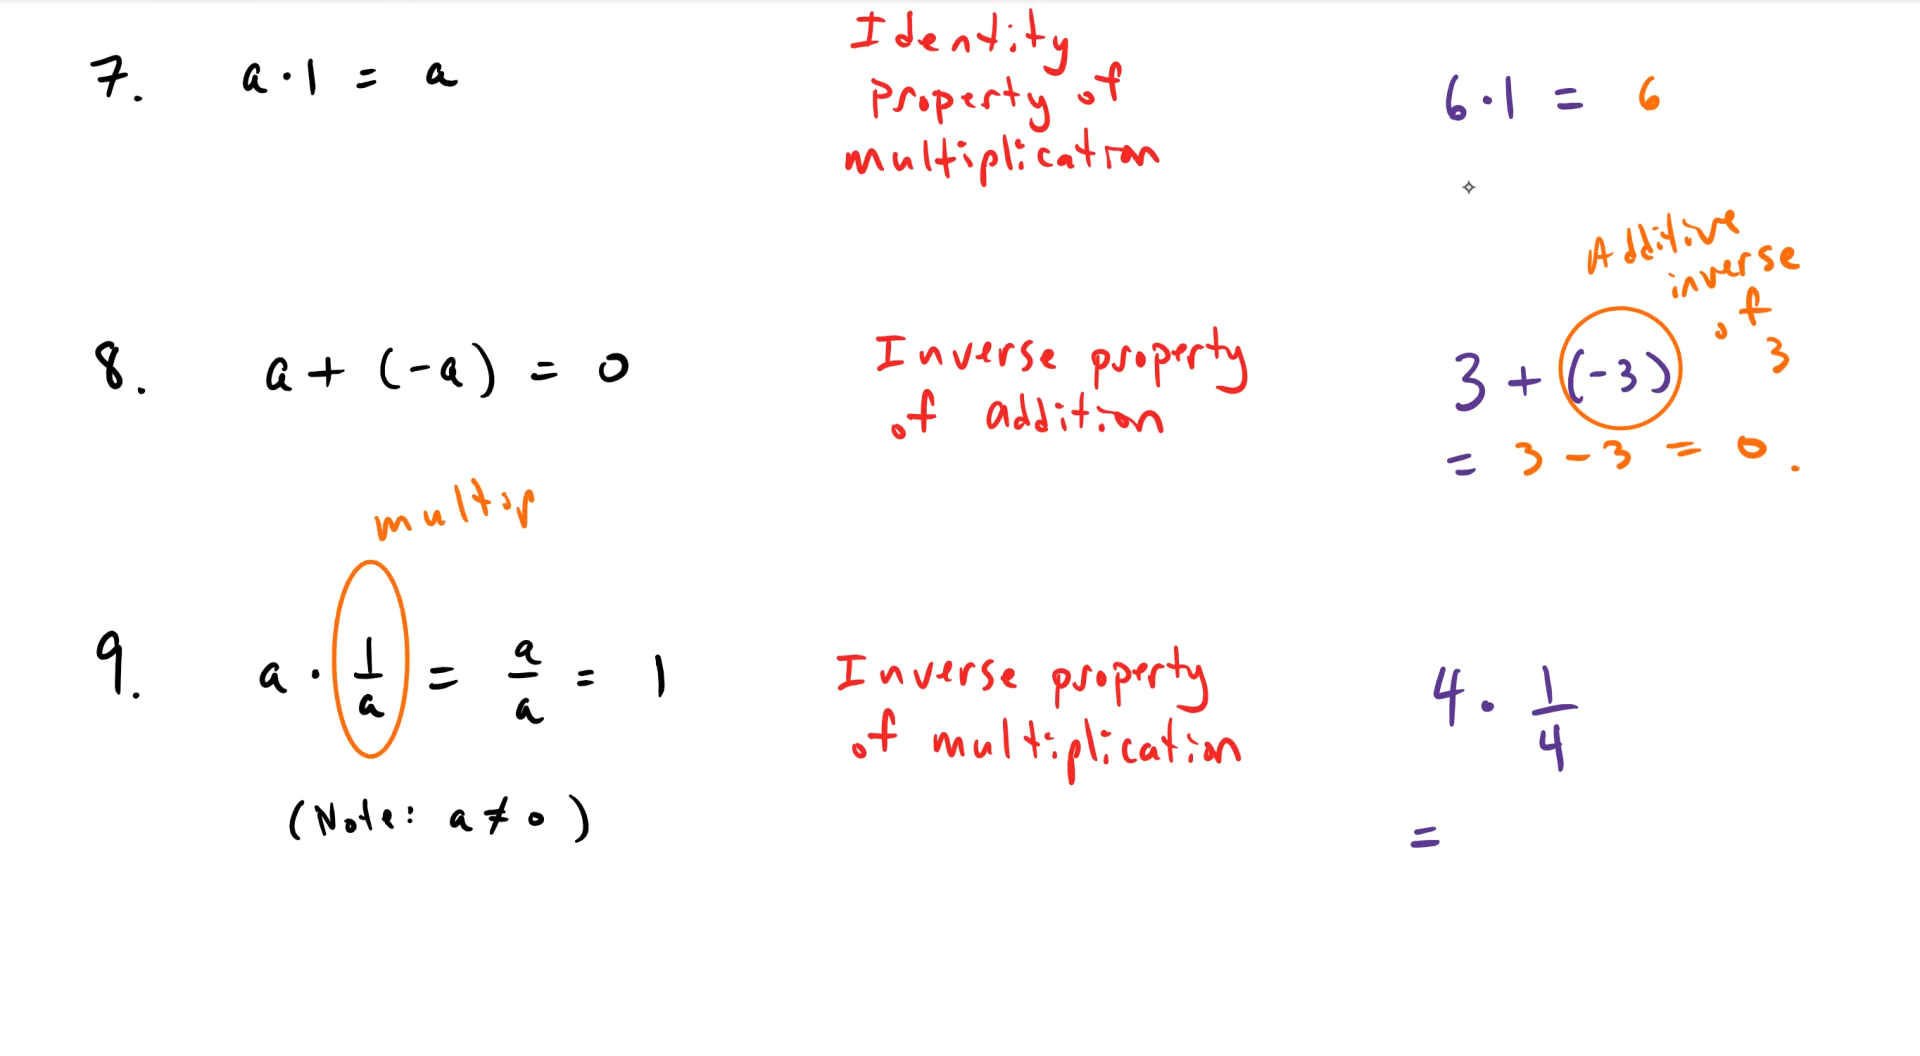 7. a · 1 = a
Identity
property of
multiplication
6 · 1 = 6
8. a + (-a) = 0
Inverse property
of addition
Additive
inverse
of
3
3 + (-3)
= 3 - 3 = 0.
multip
9. a · 1/a = a/a = 1
(Note: a ≠ 0)
Inverse property
of multiplication
4 · 1/4
=